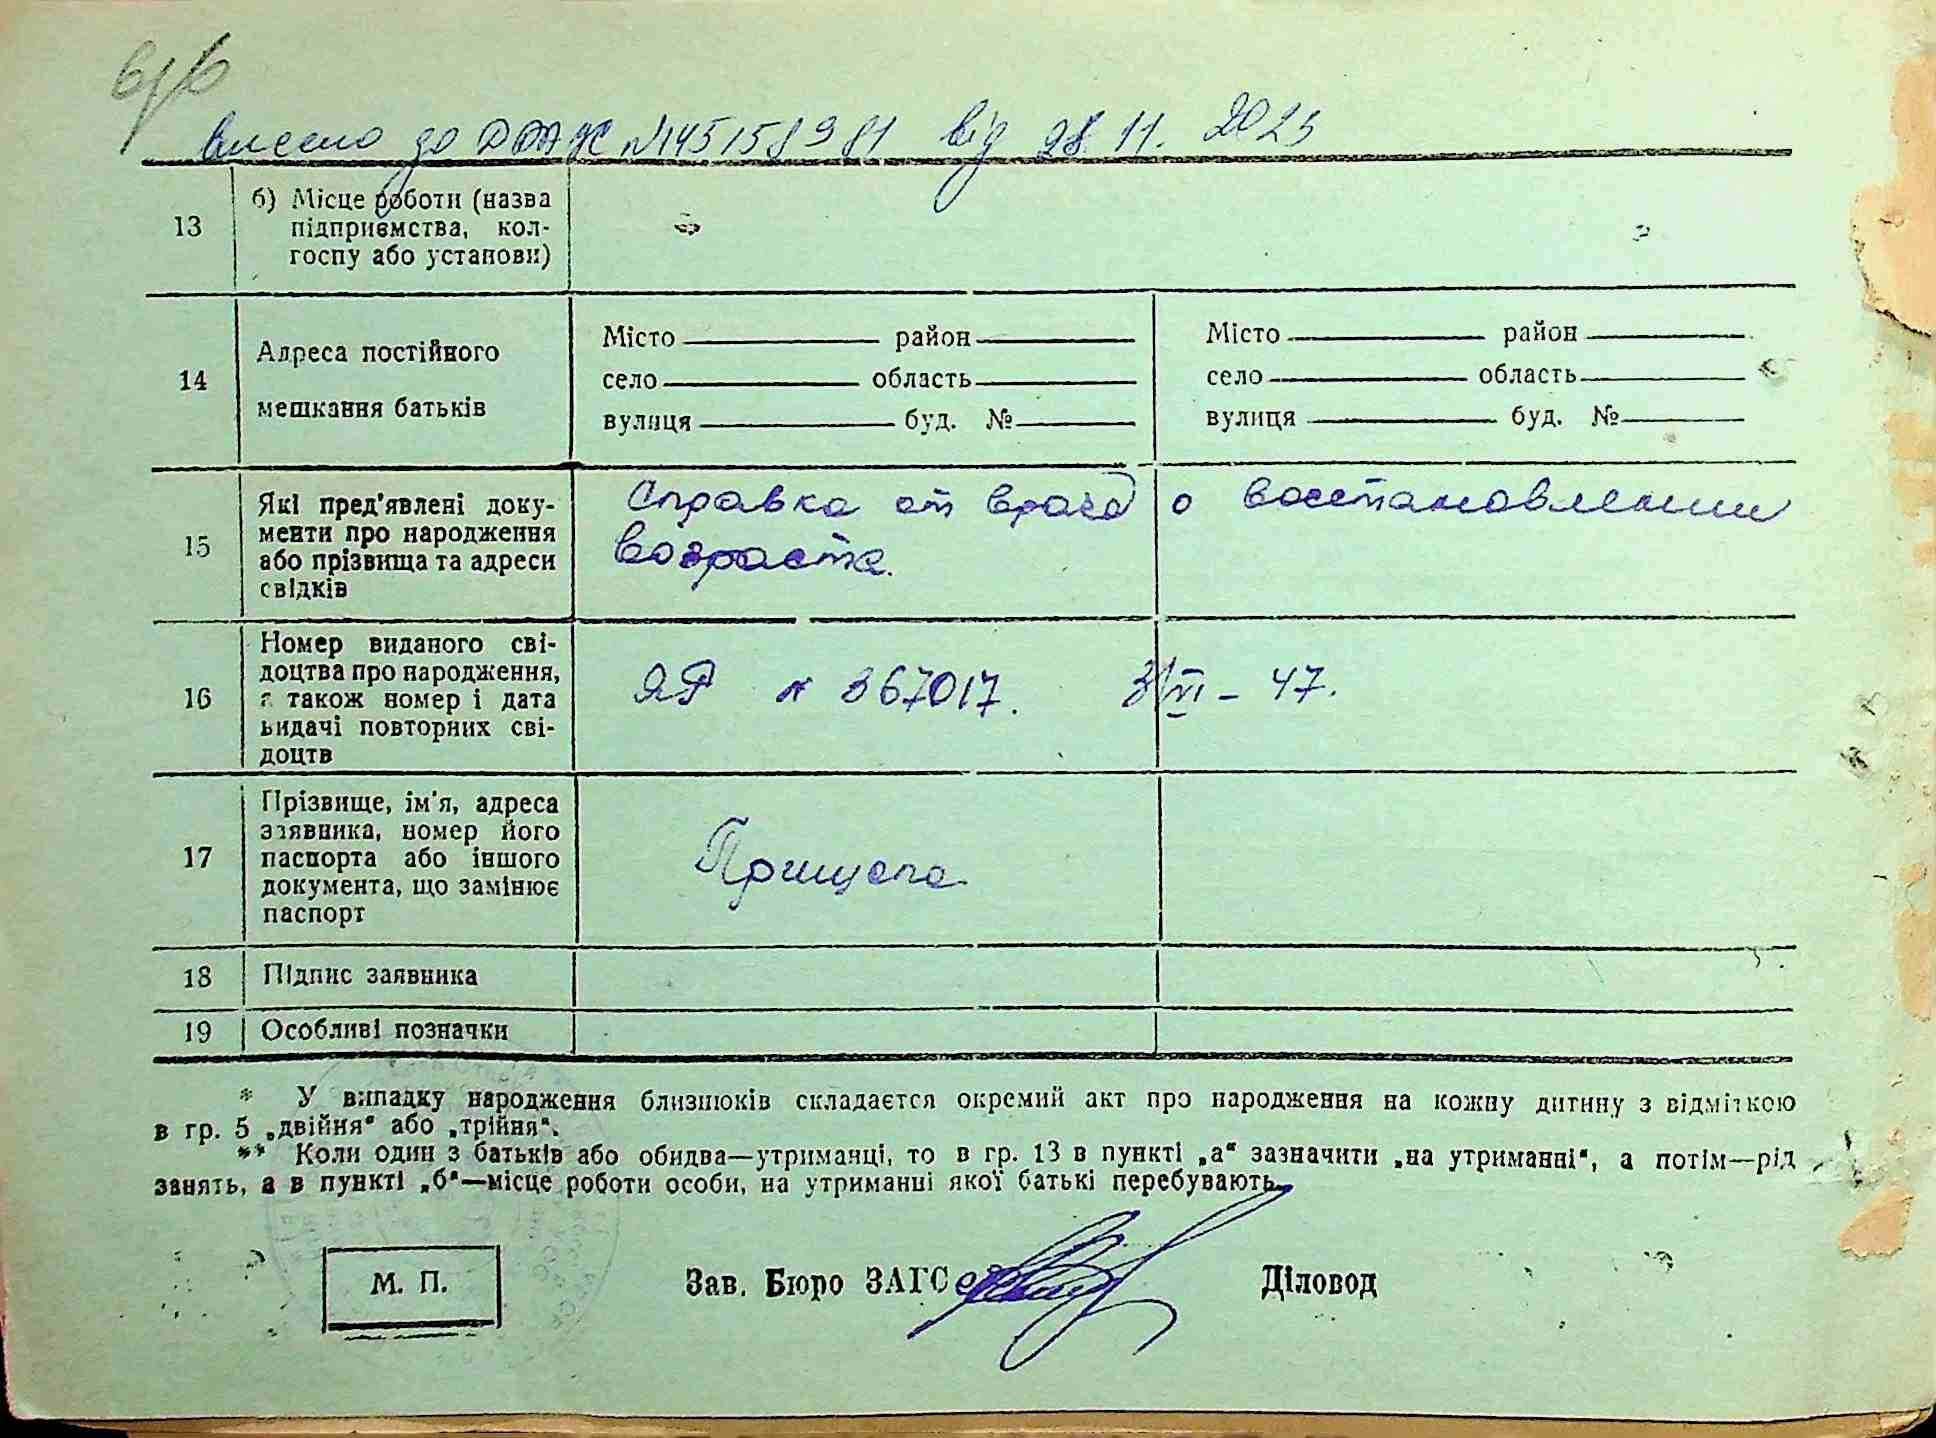 внесено до ДРАЦС №145158981 від 28.11.2023
13
б) Місце роботи (назва
підприємства, кол-
госпу або установи)
14
Адреса постійного
мешкання батьків
Місто район
село область
вулиця буд. №
Місто район
село область
вулиця буд. №
15
Які пред'явлені доку-
менти про народження
або прізвища та адреси
свідків
Справка от врача о восстановлении
возраста.
16
Номер виданого сві-
доцтва про народження,
а також номер і дата
видачі повторних сві-
доцтв
ЯР № 367017. 3/VI – 47.
17
Прізвище, ім'я, адреса
заявника, номер його
паспорта або іншого
документа, що замінює
паспорт
Прищепа
18
Підпис заявника
19
Особливі позначки
* У випадку народження близнюків складається окремий акт про народження на кожну дитину з відміткою
в гр. 5 „двійня“ або „трійня“.
** Коли один з батьків або обидва—утриманці, то в гр. 13 в пункті „а“ зазначити „на утриманні“, а потім—рід
занять, а в пункті „б“—місце роботи особи, на утриманні якої батькі перебувають.
М. П.
Зав. Бюро ЗАГС
Діловод